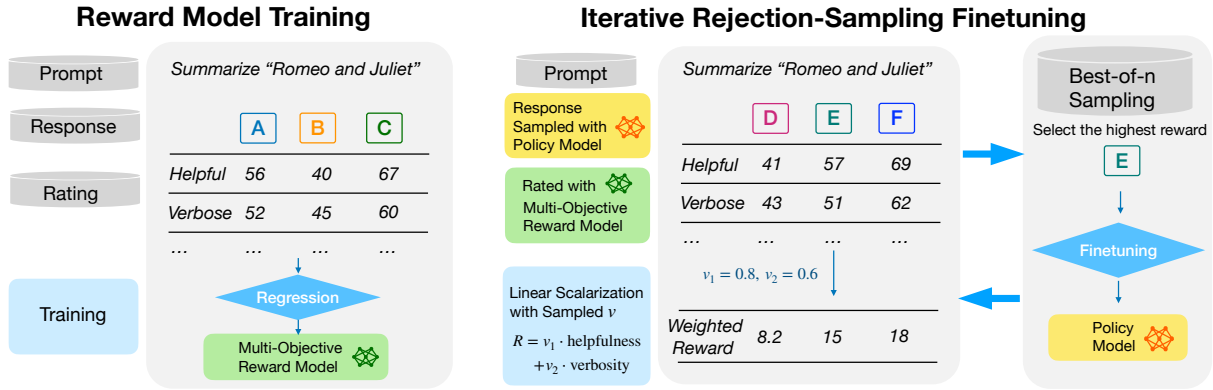 Reward Model Training
Prompt
Response
Rating
Training
Summarize “Romeo and Juliet”
A B C
Helpful 56 40 67
Verbose 52 45 60
... ... ... ...
Regression
Multi-Objective
Reward Model
Iterative Rejection-Sampling Finetuning
Prompt
Response
Sampled with
Policy Model
Rated with
Multi-Objective
Reward Model
Linear Scalarization
with Sampled v
R = v₁ · helpfulness
+v₂ · verbosity
Summarize “Romeo and Juliet”
D E F
Helpful 41 57 69
Verbose 43 51 62
... ... ... ...
v₁ = 0.8, v₂ = 0.6
Weighted
Reward 8.2 15 18
Best-of-n
Sampling
Select the highest reward
E
Finetuning
Policy
Model